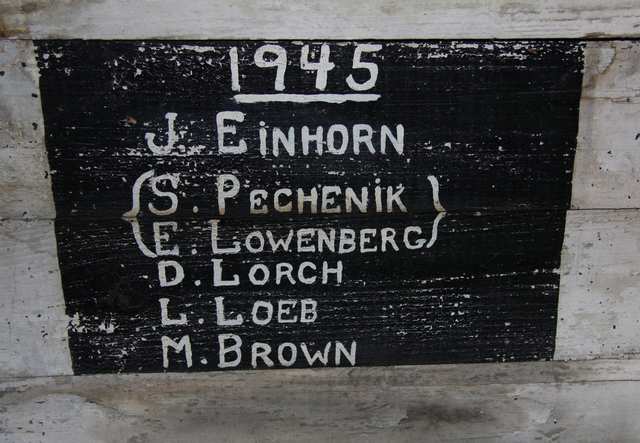 1945
J. EiNHORN
{S. PECHENiK}
{E. LOWENBERG}
D. LORCH
L. LOEB
M. BROWN